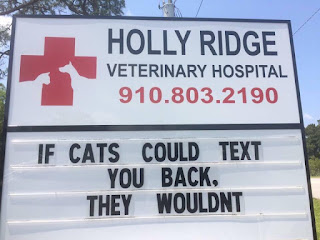 HOLLY RIDGE
VETERINARY HOSPITAL
910.803.2190
IF CATS COULD TEXT
YOU BACK,
THEY WOULDNT